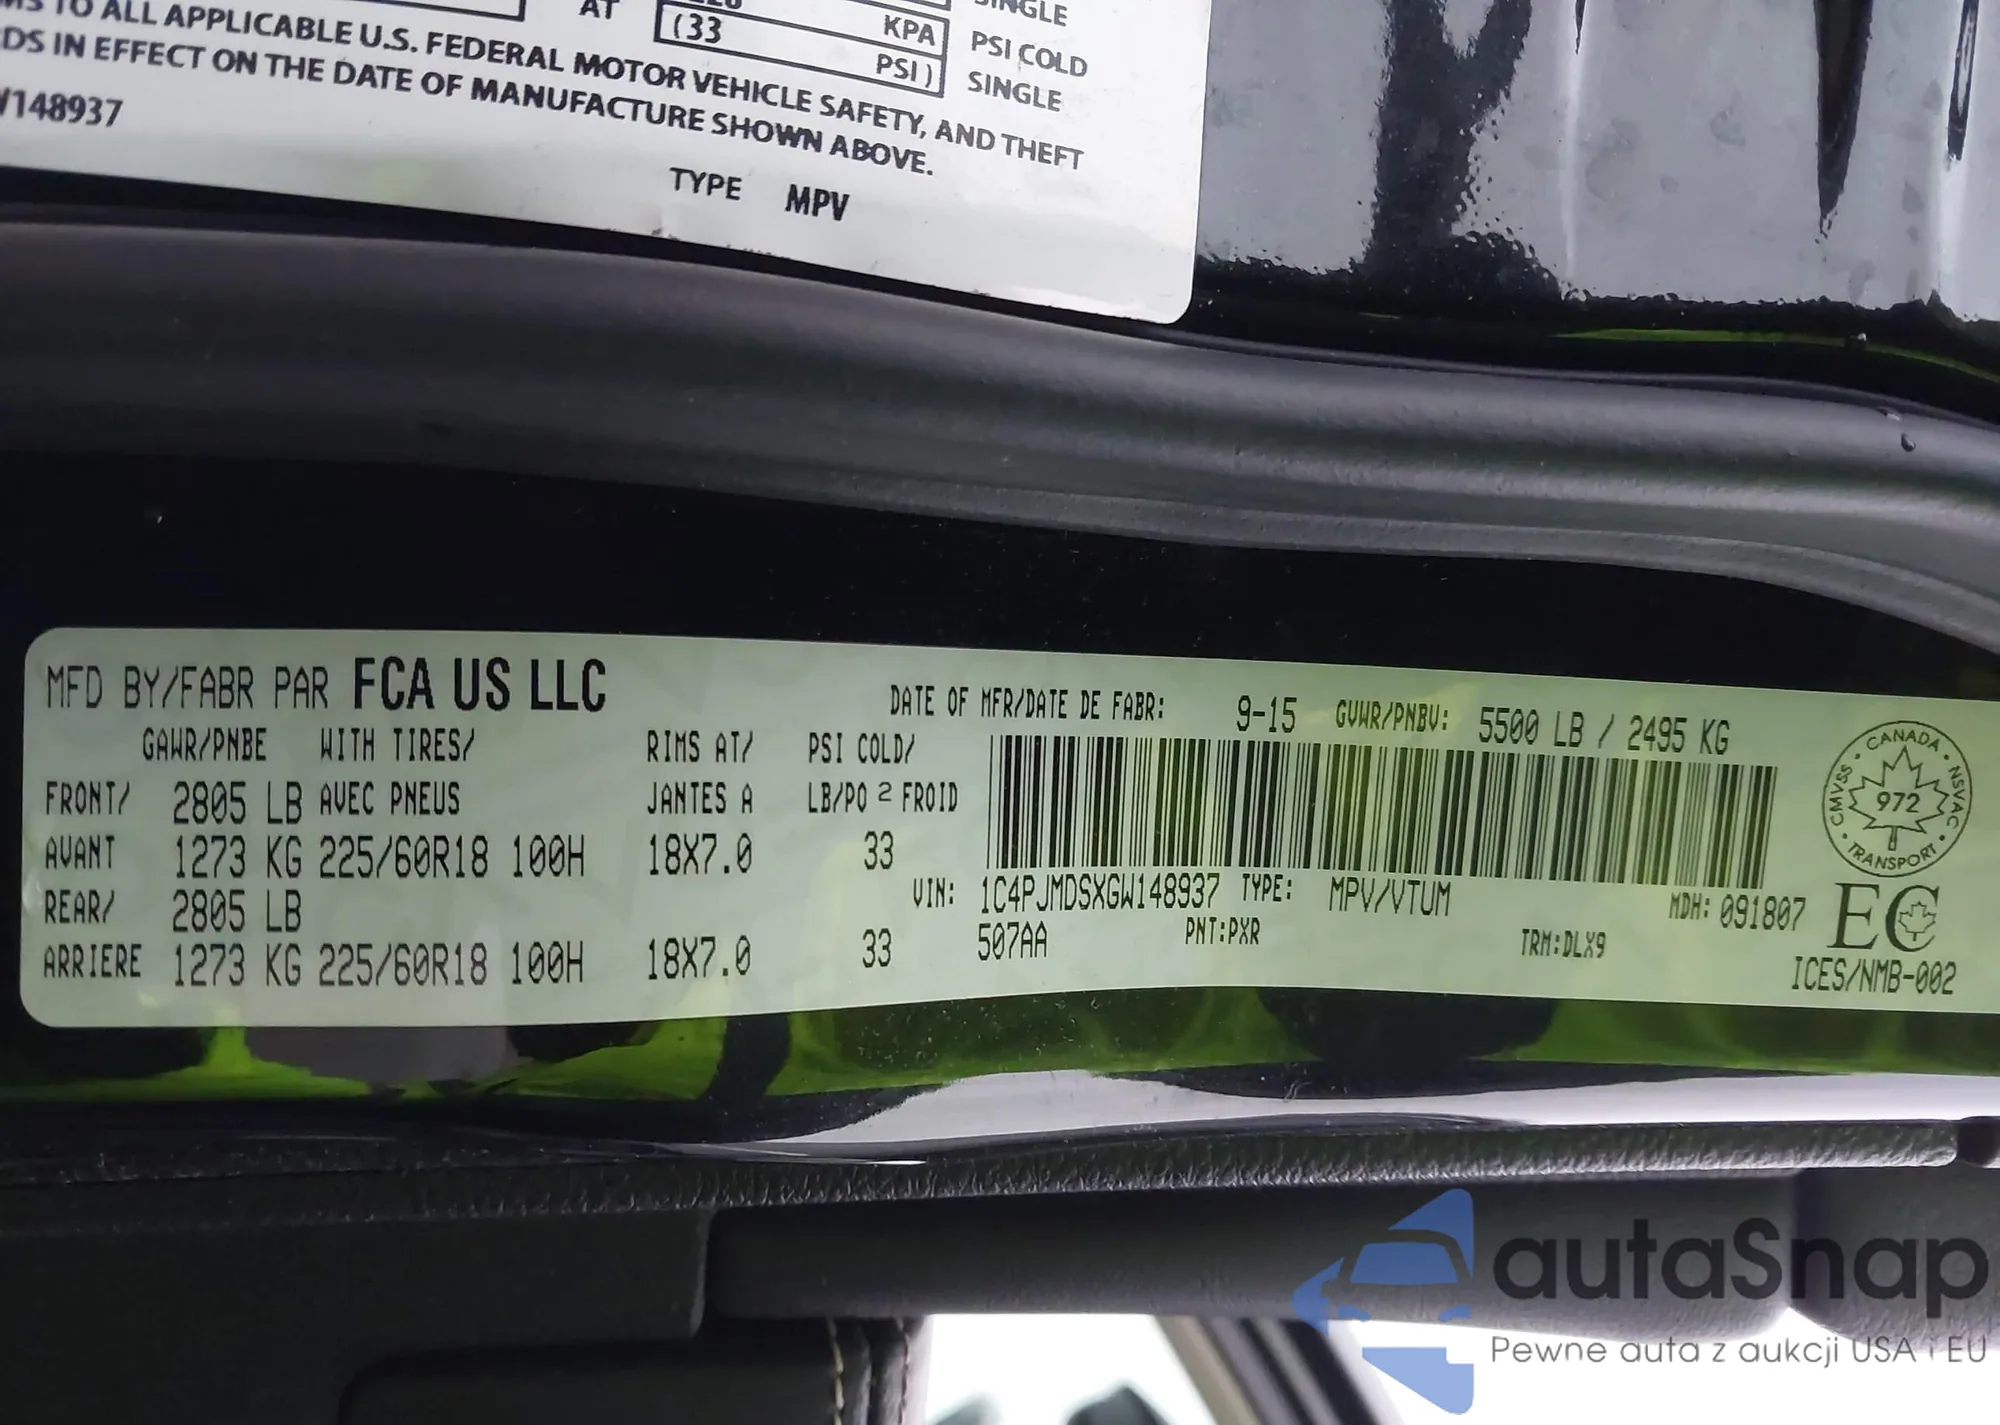 AT
(33 KPA SINGLE
PSI COLD
PSI) SINGLE
TO ALL APPLICABLE U.S. FEDERAL MOTOR VEHICLE SAFETY, AND THEFT
DS IN EFFECT ON THE DATE OF MANUFACTURE SHOWN ABOVE.
148937
TYPE MPV
MFD BY/FABR PAR FCA US LLC
DATE OF MFR/DATE DE FABR: 9-15 GVWR/PNBV: 5500 LB / 2495 KG
GAWR/PNBE WITH TIRES/ RIMS AT/ PSI COLD/
FRONT/ 2805 LB AVEC PNEUS JANTES A LB/PO 2 FROID
AVANT 1273 KG 225/60R18 100H 18X7.0 33
REAR/ 2805 LB
ARRIERE 1273 KG 225/60R18 100H 18X7.0 33
VIN: 1C4PJMDSXGW148937 TYPE: MPV/VTUM MDH: 091807
507AA PNT:PXR TRM:DLX9
CANADA
CMVSS 972 NSVAC
TRANSPORT
EC
ICES/NMB-002
autaSnap
Pewne auta z aukcji USA i EU